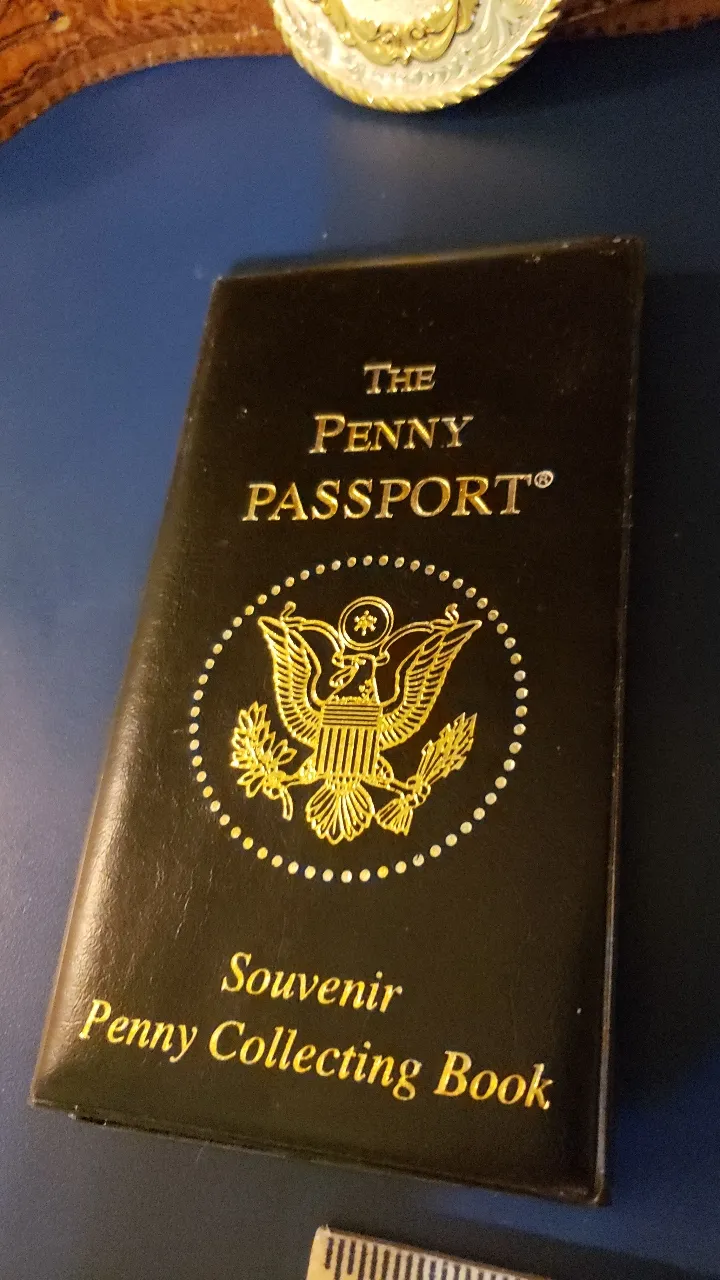 THE
PENNY
PASSPORT®
Souvenir
Penny Collecting Book